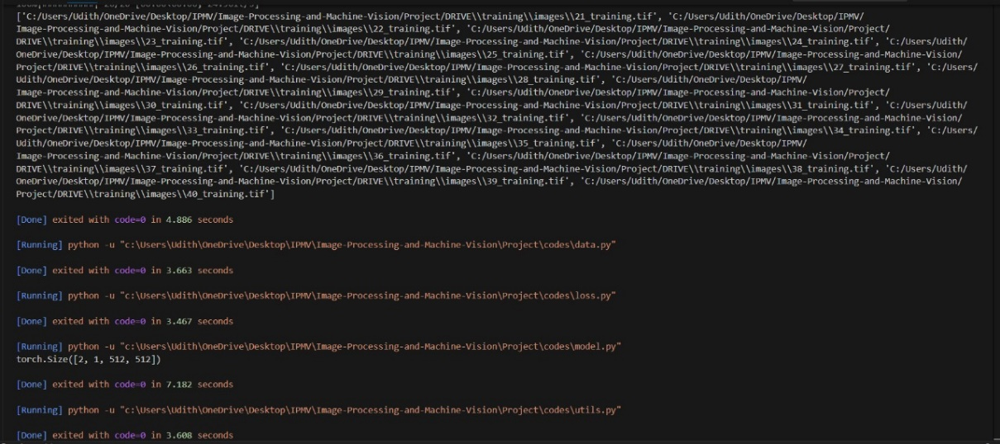 ['C:/Users/Udith/OneDrive/Desktop/IPMV/Image-Processing-and-Machine-Vision/Project/DRIVE\\training\\images\\21_training.tif', 'C:/Users/Udith/OneDrive/Desktop/IPMV/
Image-Processing-and-Machine-Vision/Project/DRIVE\\training\\images\\22_training.tif', 'C:/Users/Udith/OneDrive/Desktop/IPMV/Image-Processing-and-Machine-Vision/Project/
DRIVE\\training\\images\\23_training.tif', 'C:/Users/Udith/OneDrive/Desktop/IPMV/Image-Processing-and-Machine-Vision/Project/DRIVE\\training\\images\\24_training.tif', 'C:/Users/Udith/
OneDrive/Desktop/IPMV/Image-Processing-and-Machine-Vision/Project/DRIVE\\training\\images\\25_training.tif', 'C:/Users/Udith/OneDrive/Desktop/IPMV/Image-Processing-and-Machine-Vision/
Project/DRIVE\\training\\images\\26_training.tif', 'C:/Users/Udith/OneDrive/Desktop/IPMV/Image-Processing-and-Machine-Vision/Project/DRIVE\\training\\images\\27_training.tif', 'C:/Users/
Udith/OneDrive/Desktop/IPMV/Image-Processing-and-Machine-Vision/Project/DRIVE\\training\\images\\28_training.tif', 'C:/Users/Udith/OneDrive/Desktop/IPMV/
Image-Processing-and-Machine-Vision/Project/DRIVE\\training\\images\\29_training.tif', 'C:/Users/Udith/OneDrive/Desktop/IPMV/Image-Processing-and-Machine-Vision/Project/
DRIVE\\training\\images\\30_training.tif', 'C:/Users/Udith/OneDrive/Desktop/IPMV/Image-Processing-and-Machine-Vision/Project/DRIVE\\training\\images\\31_training.tif', 'C:/Users/Udith/
OneDrive/Desktop/IPMV/Image-Processing-and-Machine-Vision/Project/DRIVE\\training\\images\\32_training.tif', 'C:/Users/Udith/OneDrive/Desktop/IPMV/Image-Processing-and-Machine-Vision/
Project/DRIVE\\training\\images\\33_training.tif', 'C:/Users/Udith/OneDrive/Desktop/IPMV/Image-Processing-and-Machine-Vision/Project/DRIVE\\training\\images\\34_training.tif', 'C:/Users/
Udith/OneDrive/Desktop/IPMV/Image-Processing-and-Machine-Vision/Project/DRIVE\\training\\images\\35_training.tif', 'C:/Users/Udith/OneDrive/Desktop/IPMV/
Image-Processing-and-Machine-Vision/Project/DRIVE\\training\\images\\36_training.tif', 'C:/Users/Udith/OneDrive/Desktop/IPMV/Image-Processing-and-Machine-Vision/Project/
DRIVE\\training\\images\\37_training.tif', 'C:/Users/Udith/OneDrive/Desktop/IPMV/Image-Processing-and-Machine-Vision/Project/DRIVE\\training\\images\\38_training.tif', 'C:/Users/Udith/
OneDrive/Desktop/IPMV/Image-Processing-and-Machine-Vision/Project/DRIVE\\training\\images\\39_training.tif', 'C:/Users/Udith/OneDrive/Desktop/IPMV/Image-Processing-and-Machine-Vision/
Project/DRIVE\\training\\images\\40_training.tif']
[Done] exited with code=0 in 4.886 seconds
[Running] python -u "c:\Users\Udith\OneDrive\Desktop\IPMV\Image-Processing-and-Machine-Vision\Project\codes\data.py"
[Done] exited with code=0 in 3.663 seconds
[Running] python -u "c:\Users\Udith\OneDrive\Desktop\IPMV\Image-Processing-and-Machine-Vision\Project\codes\loss.py"
[Done] exited with code=0 in 3.467 seconds
[Running] python -u "c:\Users\Udith\OneDrive\Desktop\IPMV\Image-Processing-and-Machine-Vision\Project\codes\model.py"
torch.Size([2, 1, 512, 512])
[Done] exited with code=0 in 7.182 seconds
[Running] python -u "c:\Users\Udith\OneDrive\Desktop\IPMV\Image-Processing-and-Machine-Vision\Project\codes\utils.py"
[Done] exited with code=0 in 3.608 seconds